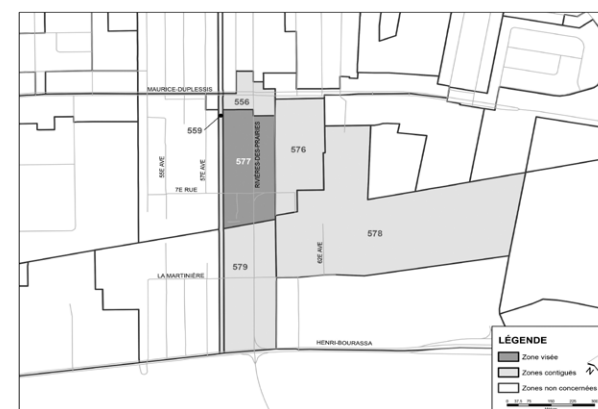 MAURICE-DUPLESSIS
556
559
577
576
RIVIÈRES-DES-PRAIRIES
55E AVE
57E AVE
7E RUE
578
579
62E AVE
LA MARTINIÈRE
HENRI-BOURASSA
LÉGENDE
Zone visée
Zones contiguës
Zones non concernées
N